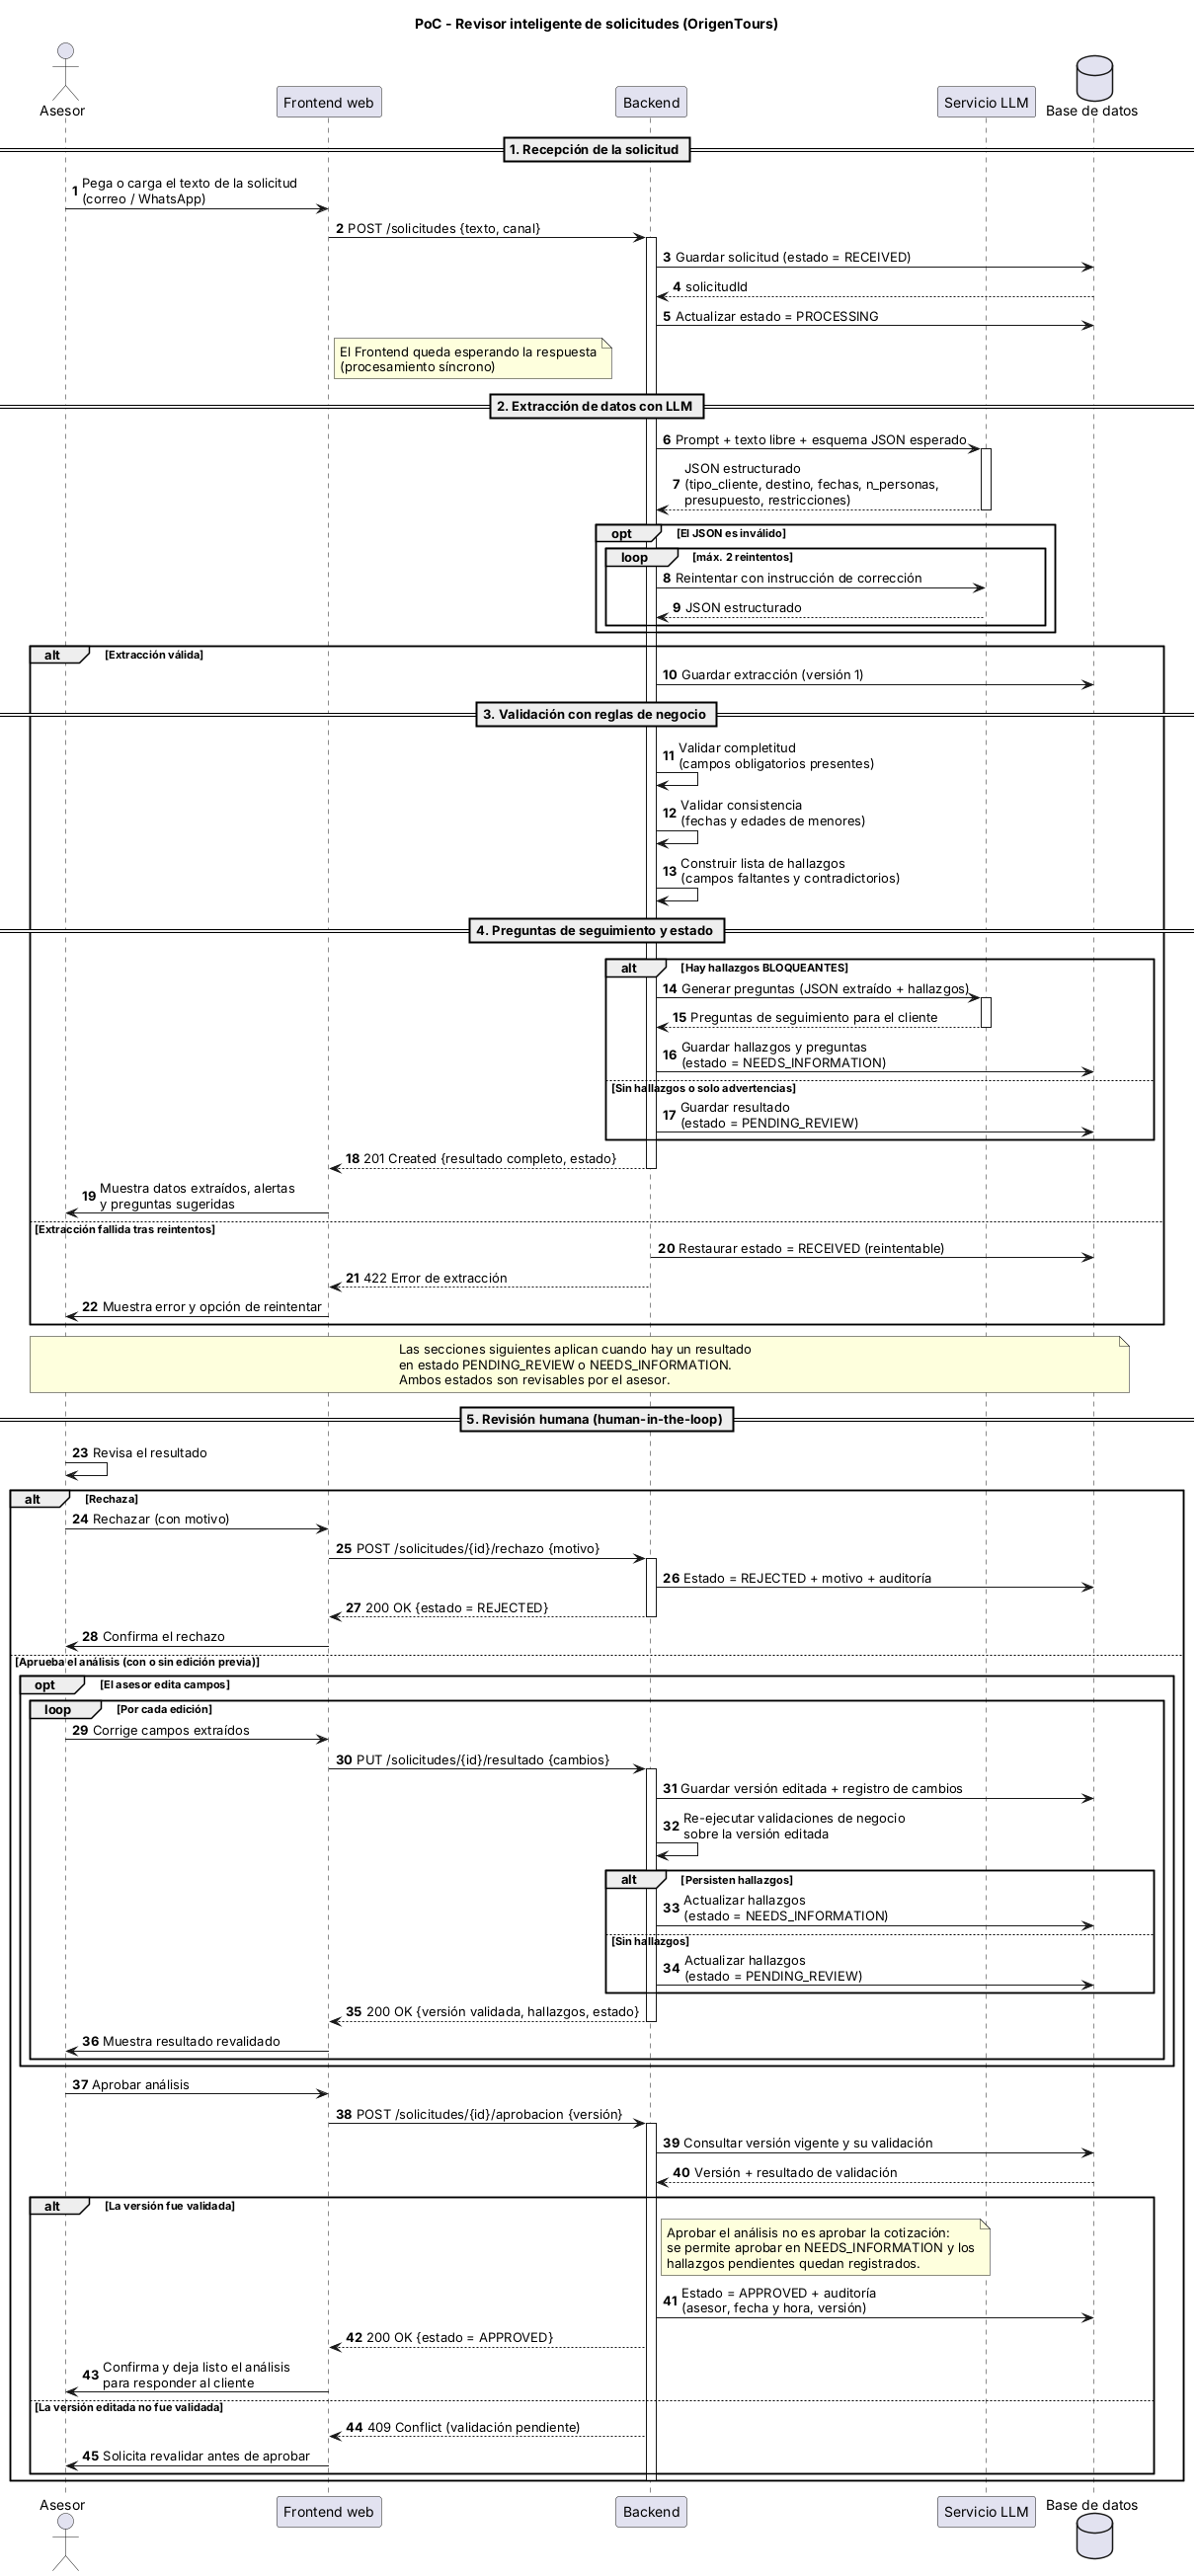 PoC - Revisor inteligente de solicitudes (OrigenTours)
Asesor
Frontend web
Backend
Servicio LLM
Base de datos
1. Recepción de la solicitud
1 Pega o carga el texto de la solicitud
(correo / WhatsApp)
2 POST /solicitudes {texto, canal}
3 Guardar solicitud (estado = RECEIVED)
4 solicitudId
5 Actualizar estado = PROCESSING
El Frontend queda esperando la respuesta
(procesamiento síncrono)
2. Extracción de datos con LLM
6 Prompt + texto libre + esquema JSON esperado
7 JSON estructurado
(tipo_cliente, destino, fechas, n_personas,
presupuesto, restricciones)
opt [El JSON es inválido]
loop [máx. 2 reintentos]
8 Reintentar con instrucción de corrección
9 JSON estructurado
alt [Extracción válida]
10 Guardar extracción (versión 1)
3. Validación con reglas de negocio
11 Validar completitud
(campos obligatorios presentes)
12 Validar consistencia
(fechas y edades de menores)
13 Construir lista de hallazgos
(campos faltantes y contradictorios)
4. Preguntas de seguimiento y estado
alt [Hay hallazgos BLOQUEANTES]
14 Generar preguntas (JSON extraído + hallazgos)
15 Preguntas de seguimiento para el cliente
16 Guardar hallazgos y preguntas
(estado = NEEDS_INFORMATION)
[Sin hallazgos o solo advertencias]
17 Guardar resultado
(estado = PENDING_REVIEW)
18 201 Created {resultado completo, estado}
19 Muestra datos extraídos, alertas
y preguntas sugeridas
[Extracción fallida tras reintentos]
20 Restaurar estado = RECEIVED (reintentable)
21 422 Error de extracción
22 Muestra error y opción de reintentar
Las secciones siguientes aplican cuando hay un resultado
en estado PENDING_REVIEW o NEEDS_INFORMATION.
Ambos estados son revisables por el asesor.
5. Revisión humana (human-in-the-loop)
23 Revisa el resultado
alt [Rechaza]
24 Rechazar (con motivo)
25 POST /solicitudes/{id}/rechazo {motivo}
26 Estado = REJECTED + motivo + auditoría
27 200 OK {estado = REJECTED}
28 Confirma el rechazo
[Aprueba el análisis (con o sin edición previa)]
opt [El asesor edita campos]
loop [Por cada edición]
29 Corrige campos extraídos
30 PUT /solicitudes/{id}/resultado {cambios}
31 Guardar versión editada + registro de cambios
32 Re-ejecutar validaciones de negocio
sobre la versión editada
alt [Persisten hallazgos]
33 Actualizar hallazgos
(estado = NEEDS_INFORMATION)
[Sin hallazgos]
34 Actualizar hallazgos
(estado = PENDING_REVIEW)
35 200 OK {versión validada, hallazgos, estado}
36 Muestra resultado revalidado
37 Aprobar análisis
38 POST /solicitudes/{id}/aprobacion {versión}
39 Consultar versión vigente y su validación
40 Versión + resultado de validación
alt [La versión fue validada]
Aprobar el análisis no es aprobar la cotización:
se permite aprobar en NEEDS_INFORMATION y los
hallazgos pendientes quedan registrados.
41 Estado = APPROVED + auditoría
(asesor, fecha y hora, versión)
42 200 OK {estado = APPROVED}
43 Confirma y deja listo el análisis
para responder al cliente
[La versión editada no fue validada]
44 409 Conflict (validación pendiente)
45 Solicita revalidar antes de aprobar
Asesor
Frontend web
Backend
Servicio LLM
Base de datos